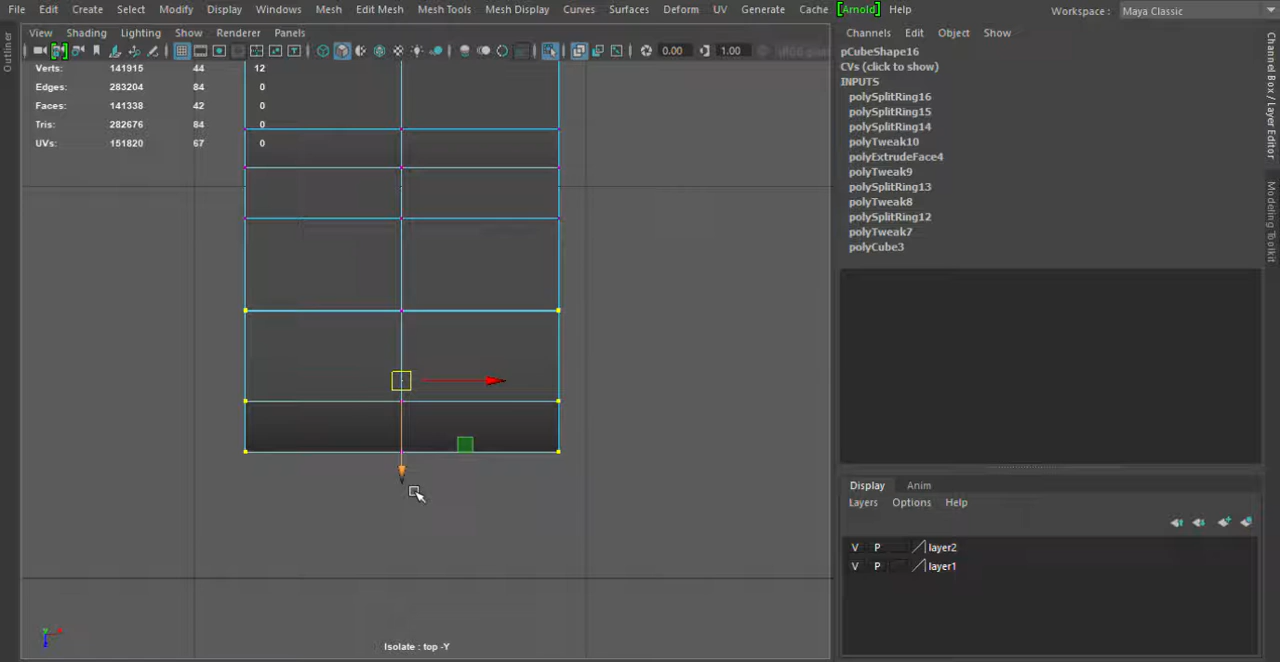 File Edit Create Select Modify Display Windows Mesh Edit Mesh Mesh Tools Mesh Display Curves Surfaces Deform UV Generate Cache [Arnold] Help Workspace : Maya Classic
Outliner
View Shading Lighting Show Renderer Panels
0.00 1.00
Verts: 141915 44 12
Edges: 283204 84 0
Faces: 141338 42 0
Tris: 282676 84 0
UVs: 151820 67 0
Isolate : top -Y
Channels Edit Object Show
pCubeShape16
CVs (click to show)
INPUTS
polySplitRing16
polySplitRing15
polySplitRing14
polyTweak10
polyExtrudeFace4
polyTweak9
polySplitRing13
polyTweak8
polySplitRing12
polyTweak7
polyCube3
Display Anim
Layers Options Help
V P layer2
V P layer1
Channel Box / Layer Editor
Modeling Toolkit